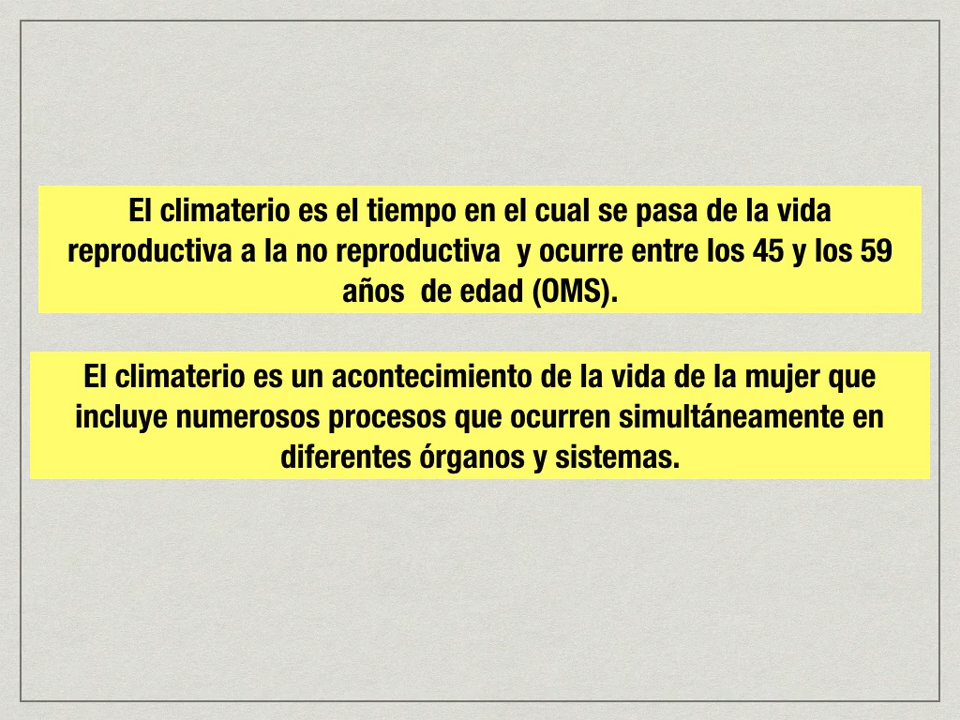 El climaterio es el tiempo en el cual se pasa de la vida
reproductiva a la no reproductiva  y ocurre entre los 45 y los 59
años  de edad (OMS).
El climaterio es un acontecimiento de la vida de la mujer que
incluye numerosos procesos que ocurren simultáneamente en
diferentes órganos y sistemas.